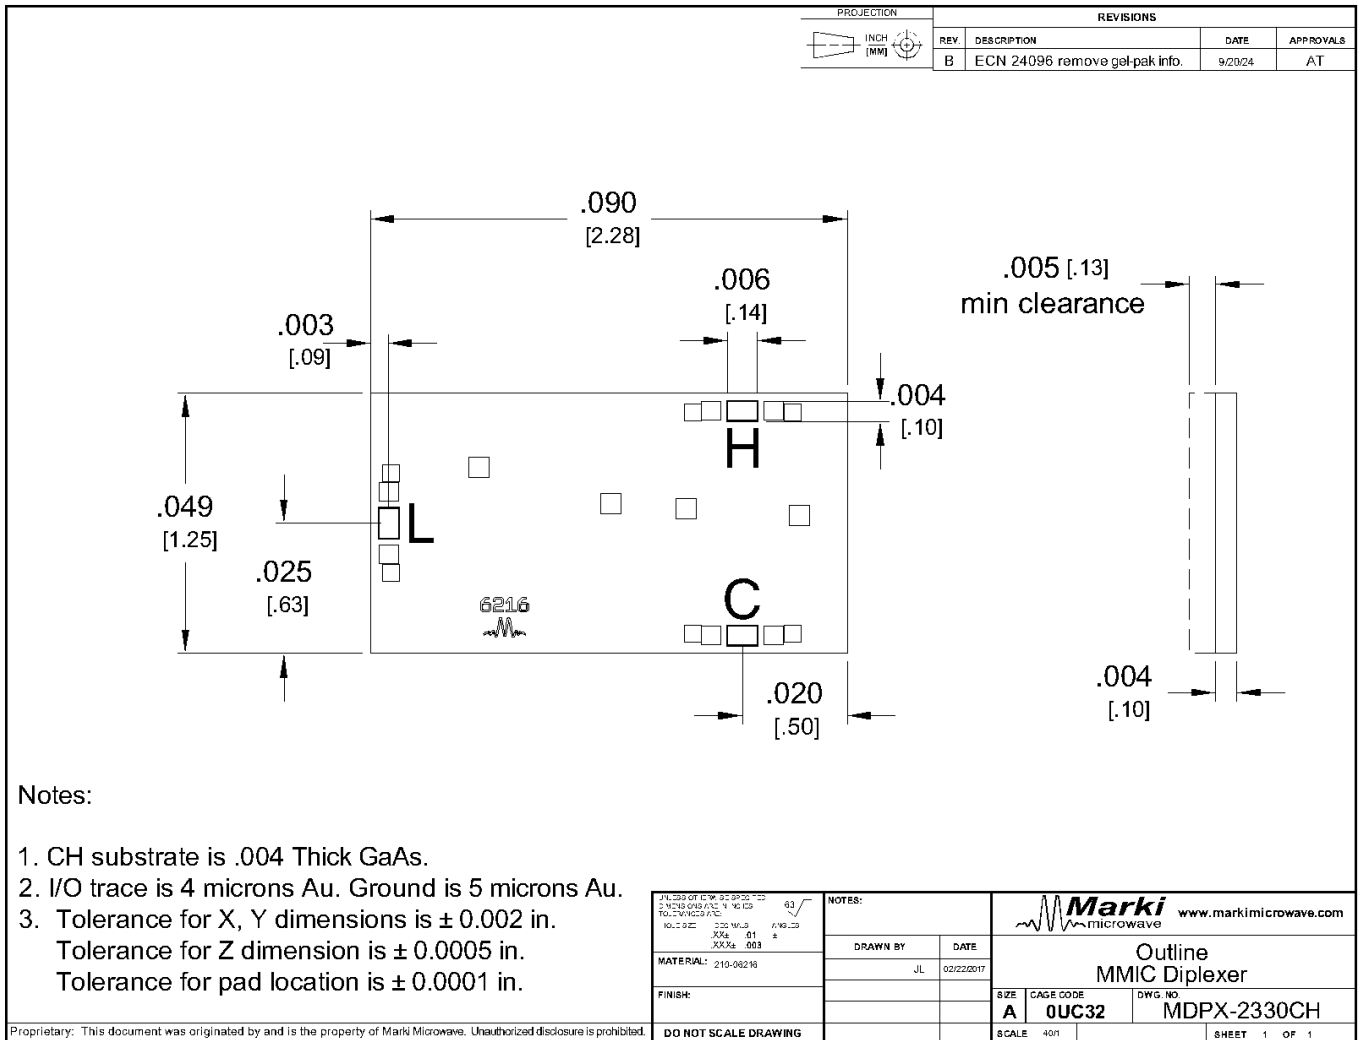 PROJECTION
INCH
[MM]
REVISIONS
REV. DESCRIPTION DATE APPROVALS
B ECN 24096 remove gel-pak info. 9/20/24 AT
.090
[2.28]
.006
[.14]
.005 [.13]
min clearance
.003
[.09]
.004
[.10]
H
.049
[1.25]
L
.025
[.63]
C
6216
.020
[.50]
.004
[.10]
Notes:
1. CH substrate is .004 Thick GaAs.
2. I/O trace is 4 microns Au. Ground is 5 microns Au.
3. Tolerance for X, Y dimensions is ± 0.002 in.
Tolerance for Z dimension is ± 0.0005 in.
Tolerance for pad location is ± 0.0001 in.
Proprietary: This document was originated by and is the property of Marki Microwave. Unauthorized disclosure is prohibited.
63
.XX± .01 ±
.XXX± .003
MATERIAL: 210-06216
FINISH:
DO NOT SCALE DRAWING
NOTES:
DRAWN BY DATE
JL 02/22/2017
Marki
microwave
www.markimicrowave.com
Outline
MMIC Diplexer
SIZE CAGE CODE DWG. NO.
A 0UC32 MDPX-2330CH
SCALE 40/1 SHEET 1 OF 1